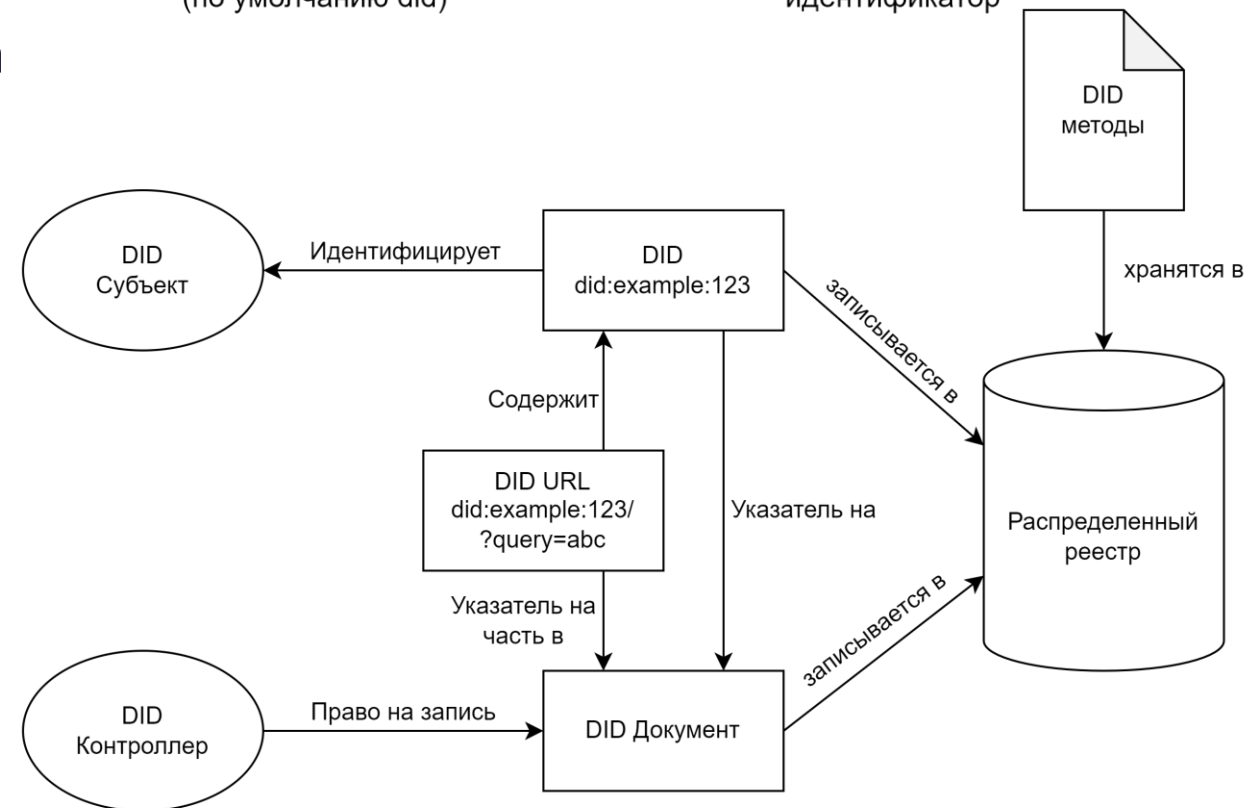 (по умолчанию did)
идентификатор
DID
методы
DID
Субъект
Идентифицирует
DID
did:example:123
записывается в
хранятся в
Содержит
DID URL
did:example:123/
?query=abc
Указатель на
Распределенный
реестр
Указатель на
часть в
записывается в
DID
Контроллер
Право на запись
DID Документ